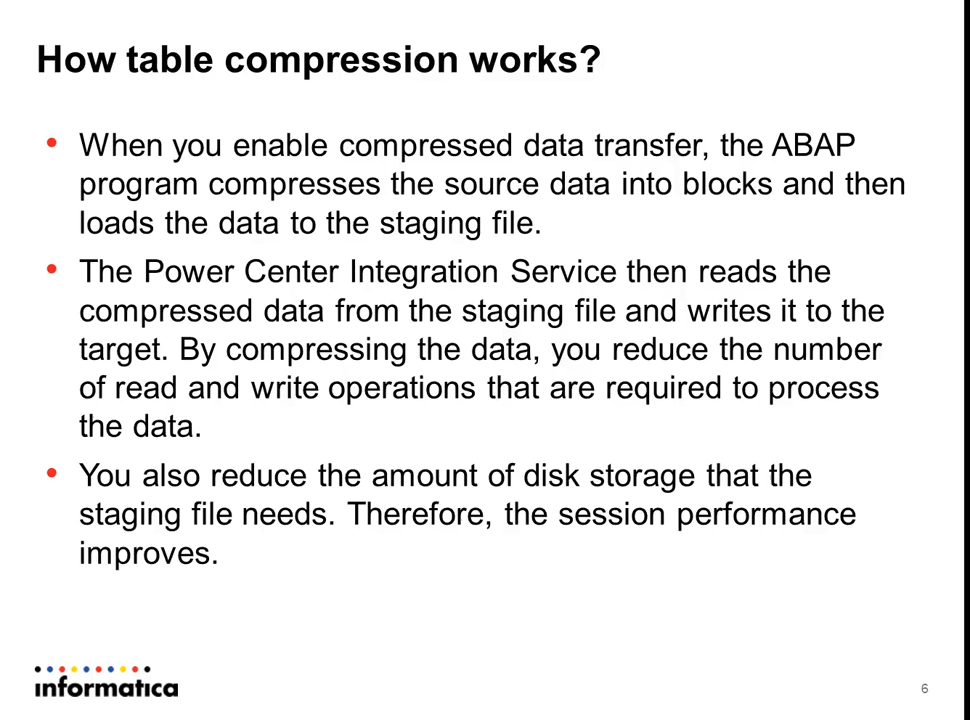 How table compression works?
• When you enable compressed data transfer, the ABAP
program compresses the source data into blocks and then
loads the data to the staging file.
• The Power Center Integration Service then reads the
compressed data from the staging file and writes it to the
target. By compressing the data, you reduce the number
of read and write operations that are required to process
the data.
• You also reduce the amount of disk storage that the
staging file needs. Therefore, the session performance
improves.
informatica
6